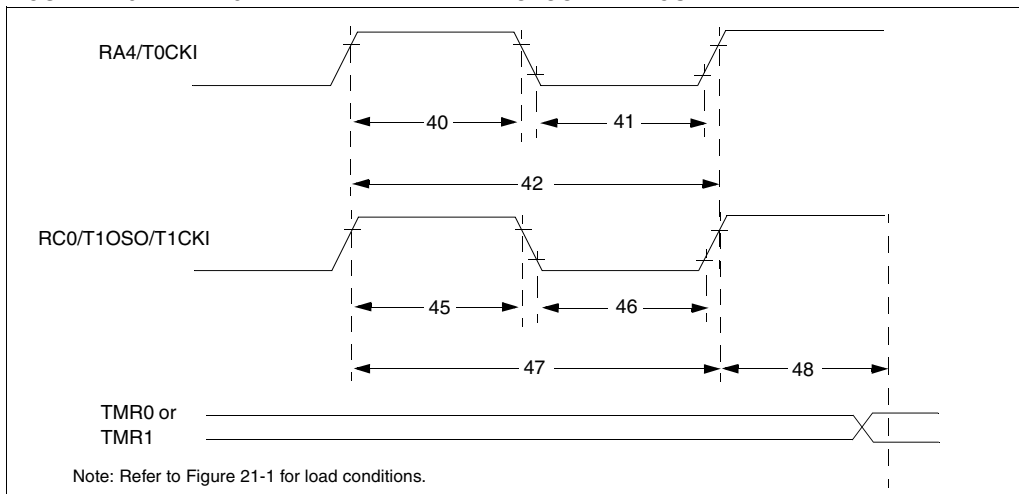 RA4/T0CKI
40
41
42
RC0/T1OSO/T1CKI
45
46
47
48
TMR0 or
TMR1
Note: Refer to Figure 21-1 for load conditions.